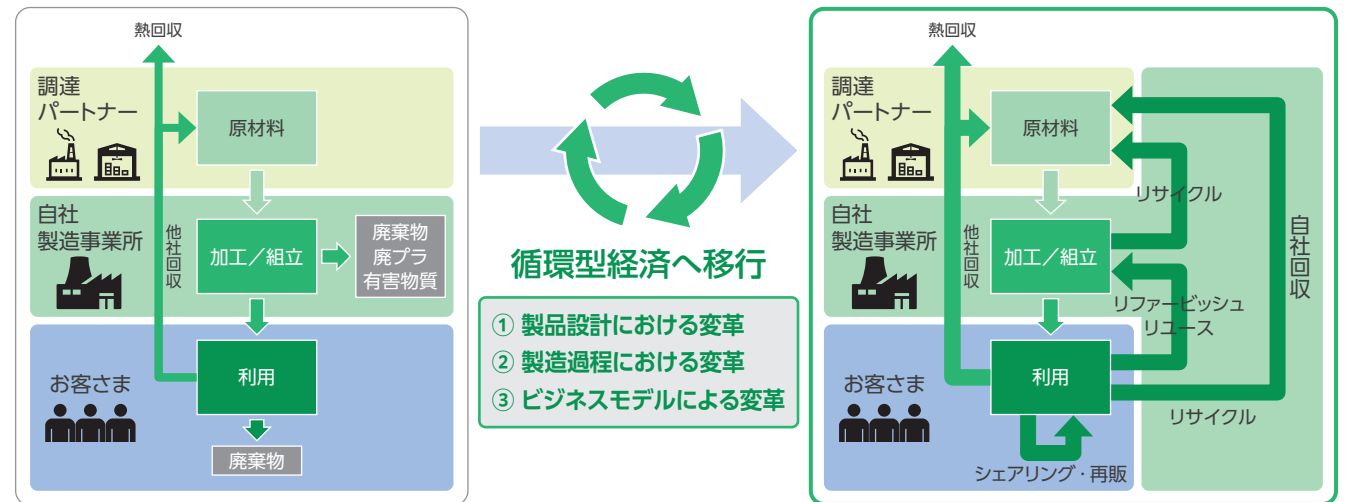 熱回収
調達
パートナー
原材料
自社
製造事業所
他社回収
加工／組立
廃棄物
廃プラ
有害物質
お客さま
利用
廃棄物
循環型経済へ移行
① 製品設計における変革
② 製造過程における変革
③ ビジネスモデルによる変革
熱回収
調達
パートナー
原材料
リサイクル
自社
製造事業所
他社回収
加工／組立
自社回収
リファービッシュ
リユース
お客さま
利用
リサイクル
シェアリング・再販